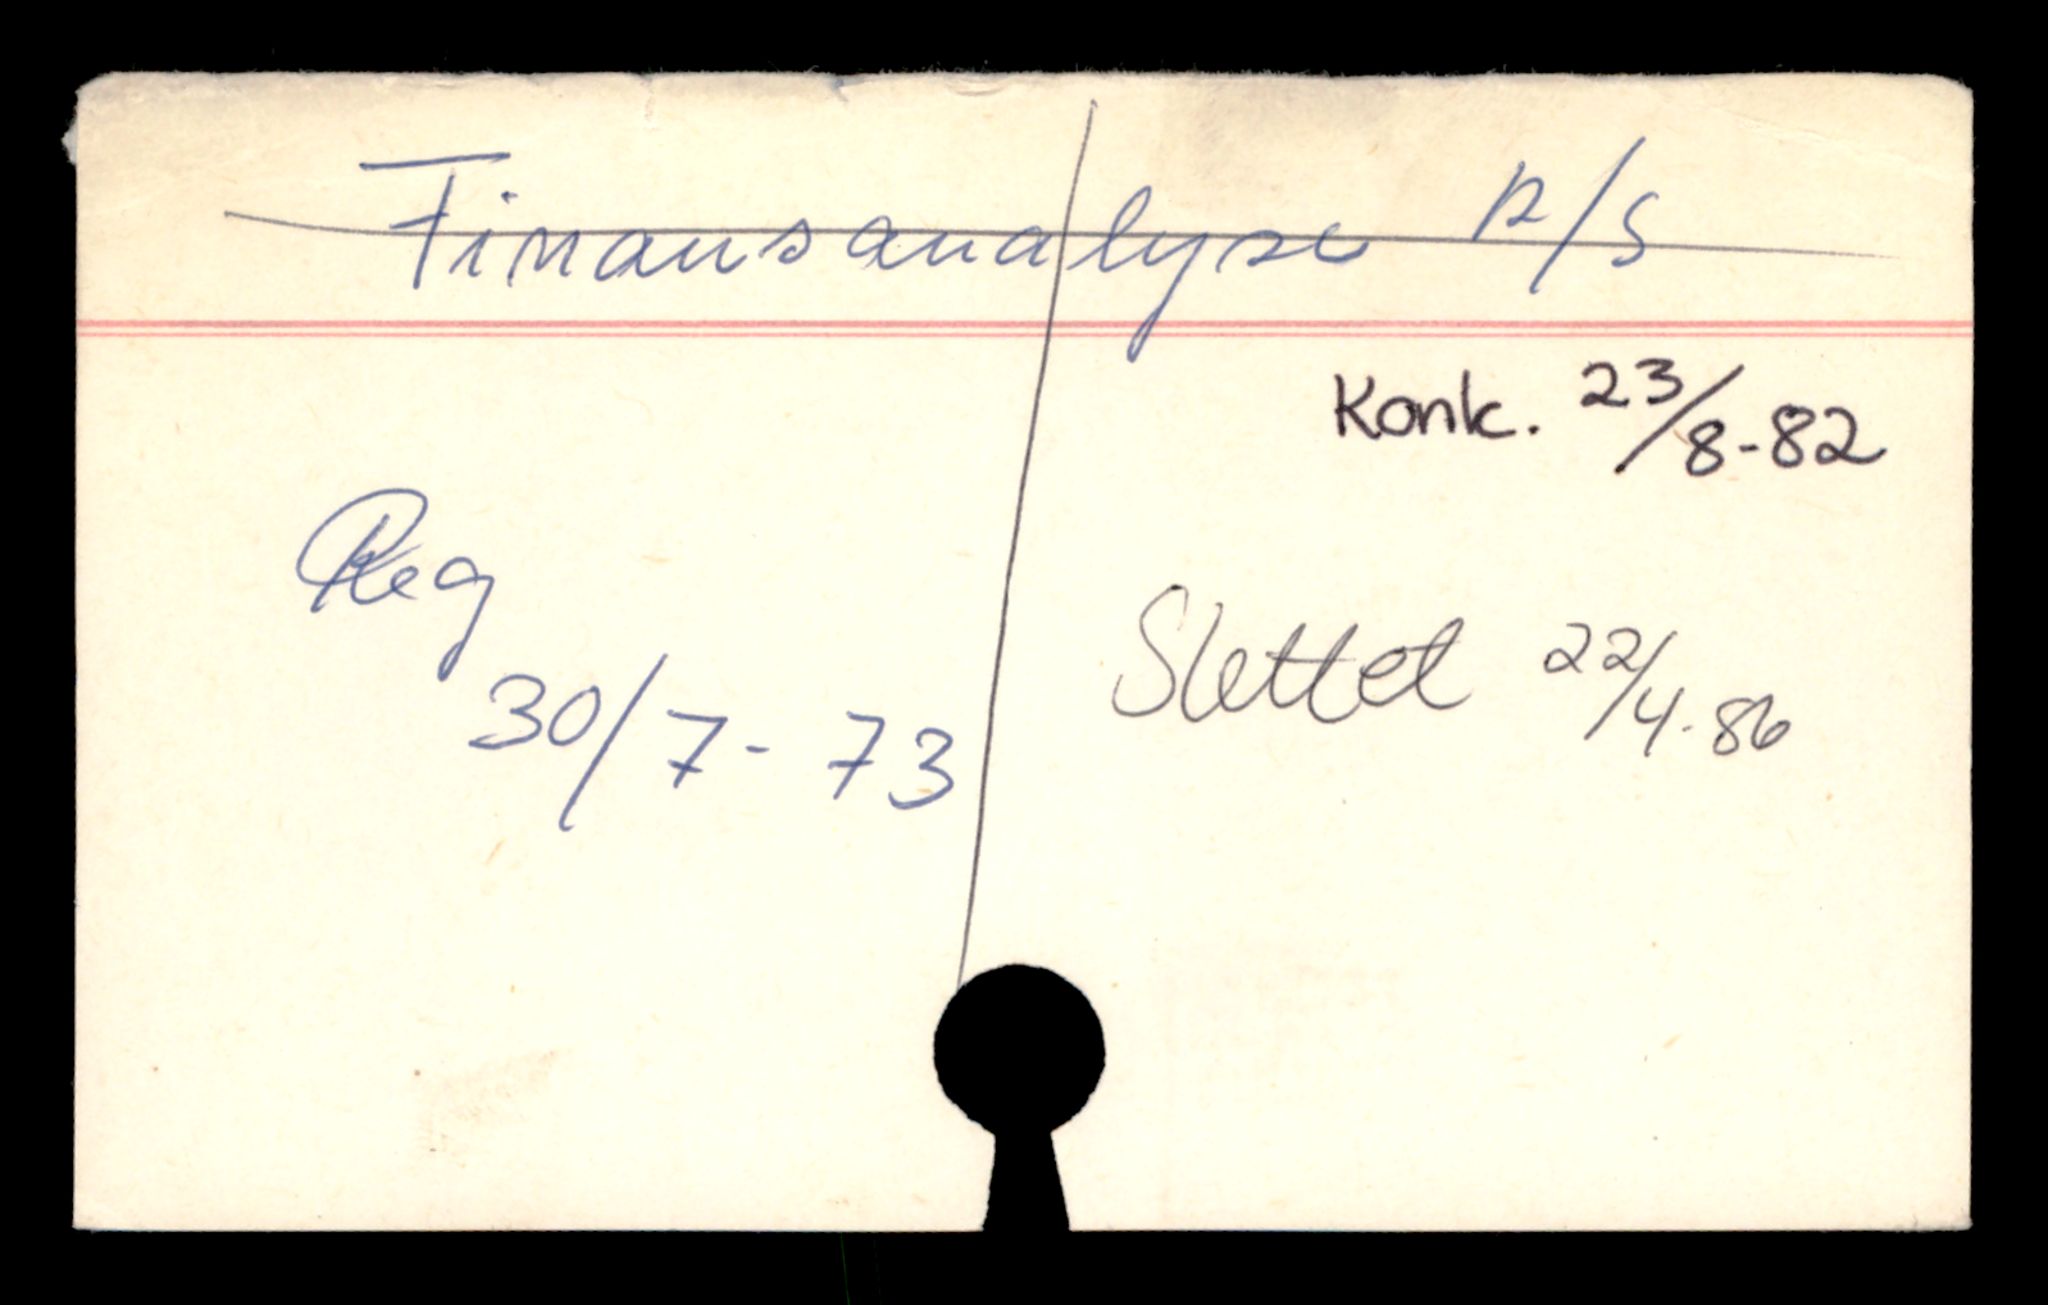 Finansanalyse A/S
Konk. 23/8-82
Reg
30/7-73
Slettet 22/4-86